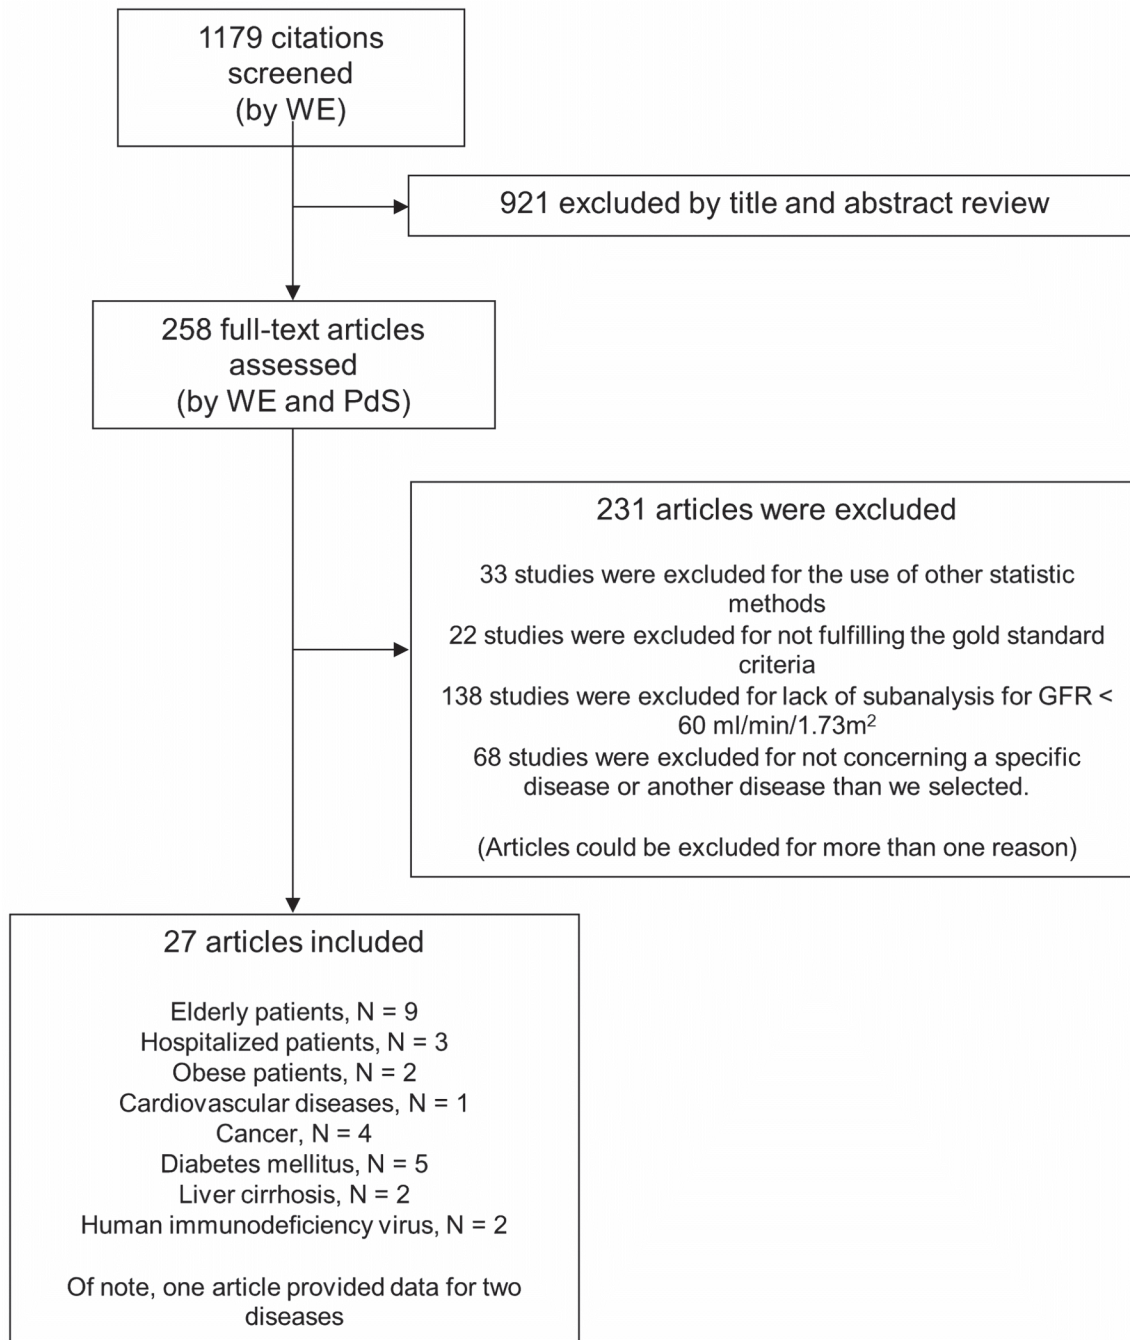 1179 citations
screened
(by WE)
921 excluded by title and abstract review
258 full-text articles
assessed
(by WE and PdS)
231 articles were excluded
33 studies were excluded for the use of other statistic
methods
22 studies were excluded for not fulfilling the gold standard
criteria
138 studies were excluded for lack of subanalysis for GFR <
60 ml/min/1.73m²
68 studies were excluded for not concerning a specific
disease or another disease than we selected.
(Articles could be excluded for more than one reason)
27 articles included
Elderly patients, N = 9
Hospitalized patients, N = 3
Obese patients, N = 2
Cardiovascular diseases, N = 1
Cancer, N = 4
Diabetes mellitus, N = 5
Liver cirrhosis, N = 2
Human immunodeficiency virus, N = 2
Of note, one article provided data for two
diseases